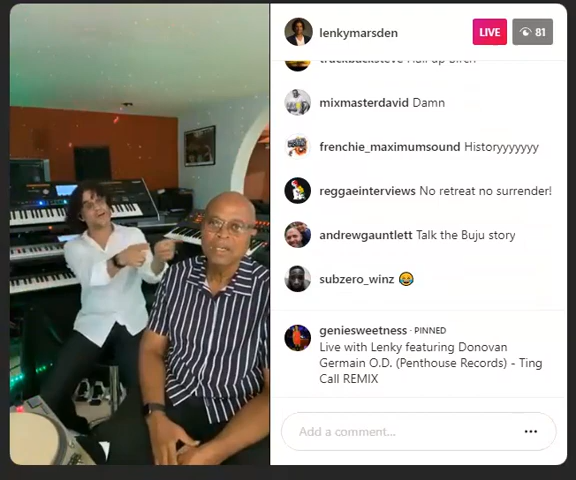 lenkymarsden
LIVE
81
mixmasterdavid Damn
frenchie_maximumsound Historyyyyyyy
reggaeinterviews No retreat no surrender!
andrewgauntlett Talk the Buju story
subzero_winz 😂
geniesweetness · PINNED
Live with Lenky featuring Donovan
Germain O.D. (Penthouse Records) - Ting
Call REMIX
Add a comment...